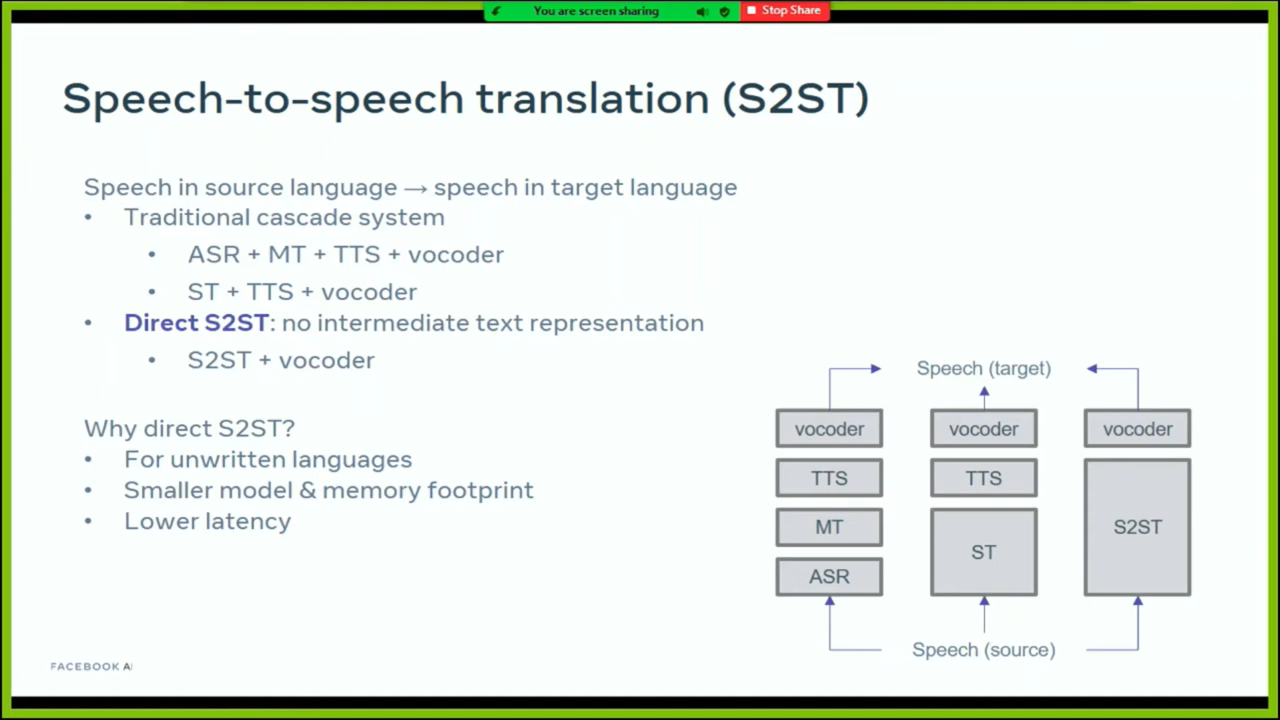 You are screen sharing
Stop Share
Speech-to-speech translation (S2ST)
Speech in source language → speech in target language
• Traditional cascade system
• ASR + MT + TTS + vocoder
• ST + TTS + vocoder
• Direct S2ST: no intermediate text representation
• S2ST + vocoder
Why direct S2ST?
• For unwritten languages
• Smaller model & memory footprint
• Lower latency
Speech (target)
vocoder
TTS
MT
ASR
vocoder
TTS
ST
vocoder
S2ST
Speech (source)
FACEBOOK AI